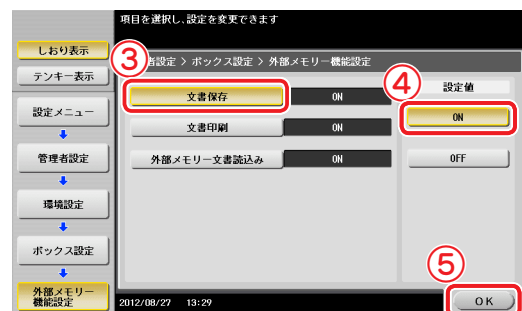 項目を選択し、設定を変更できます
しおり表示
テンキー表示
設定メニュー
管理者設定
環境設定
ボックス設定
外部メモリー
機能設定
③
者設定 > ボックス設定 > 外部メモリー機能設定
文書保存 ON
文書印刷 ON
外部メモリー文書読込み ON
④
設定値
ON
OFF
⑤
2012/08/27 13:29
OK